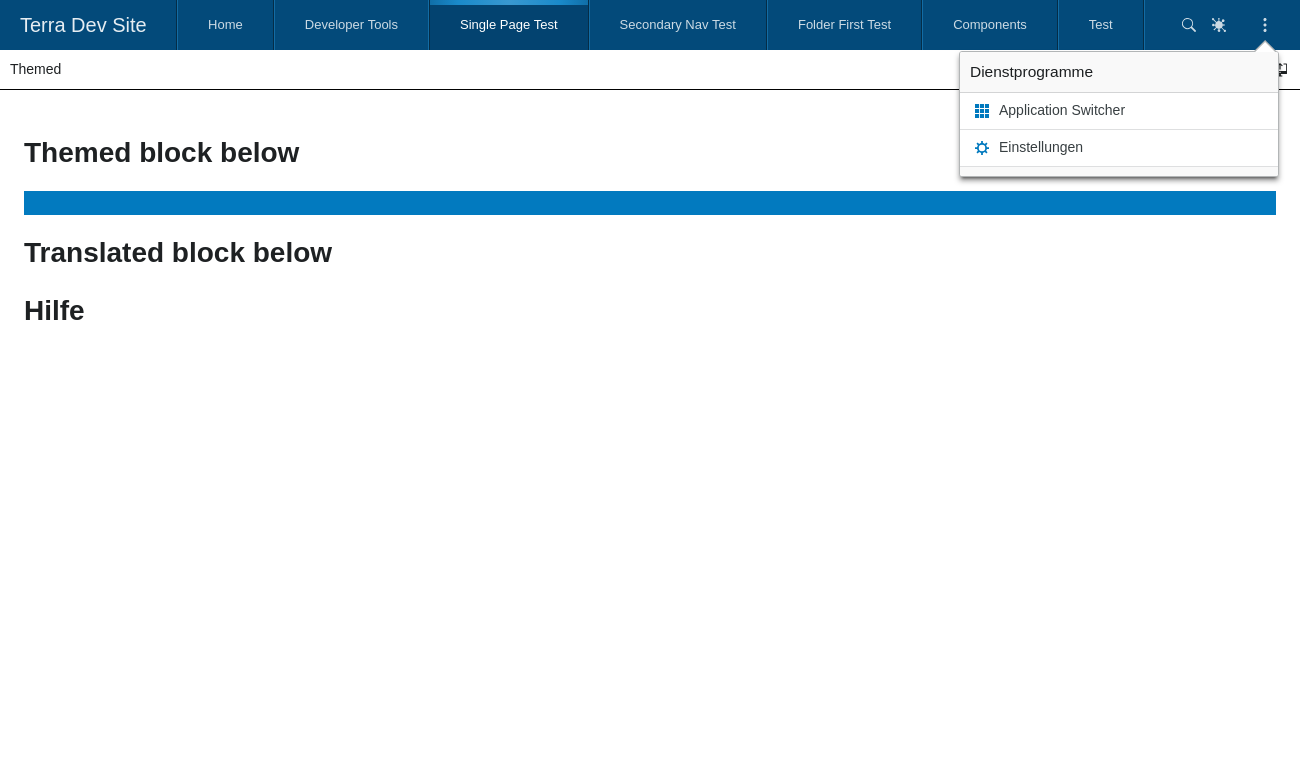 Terra Dev Site
Home
Developer Tools
Single Page Test
Secondary Nav Test
Folder First Test
Components
Test
Themed
Dienstprogramme
Application Switcher
Einstellungen
Themed block below
Translated block below
Hilfe